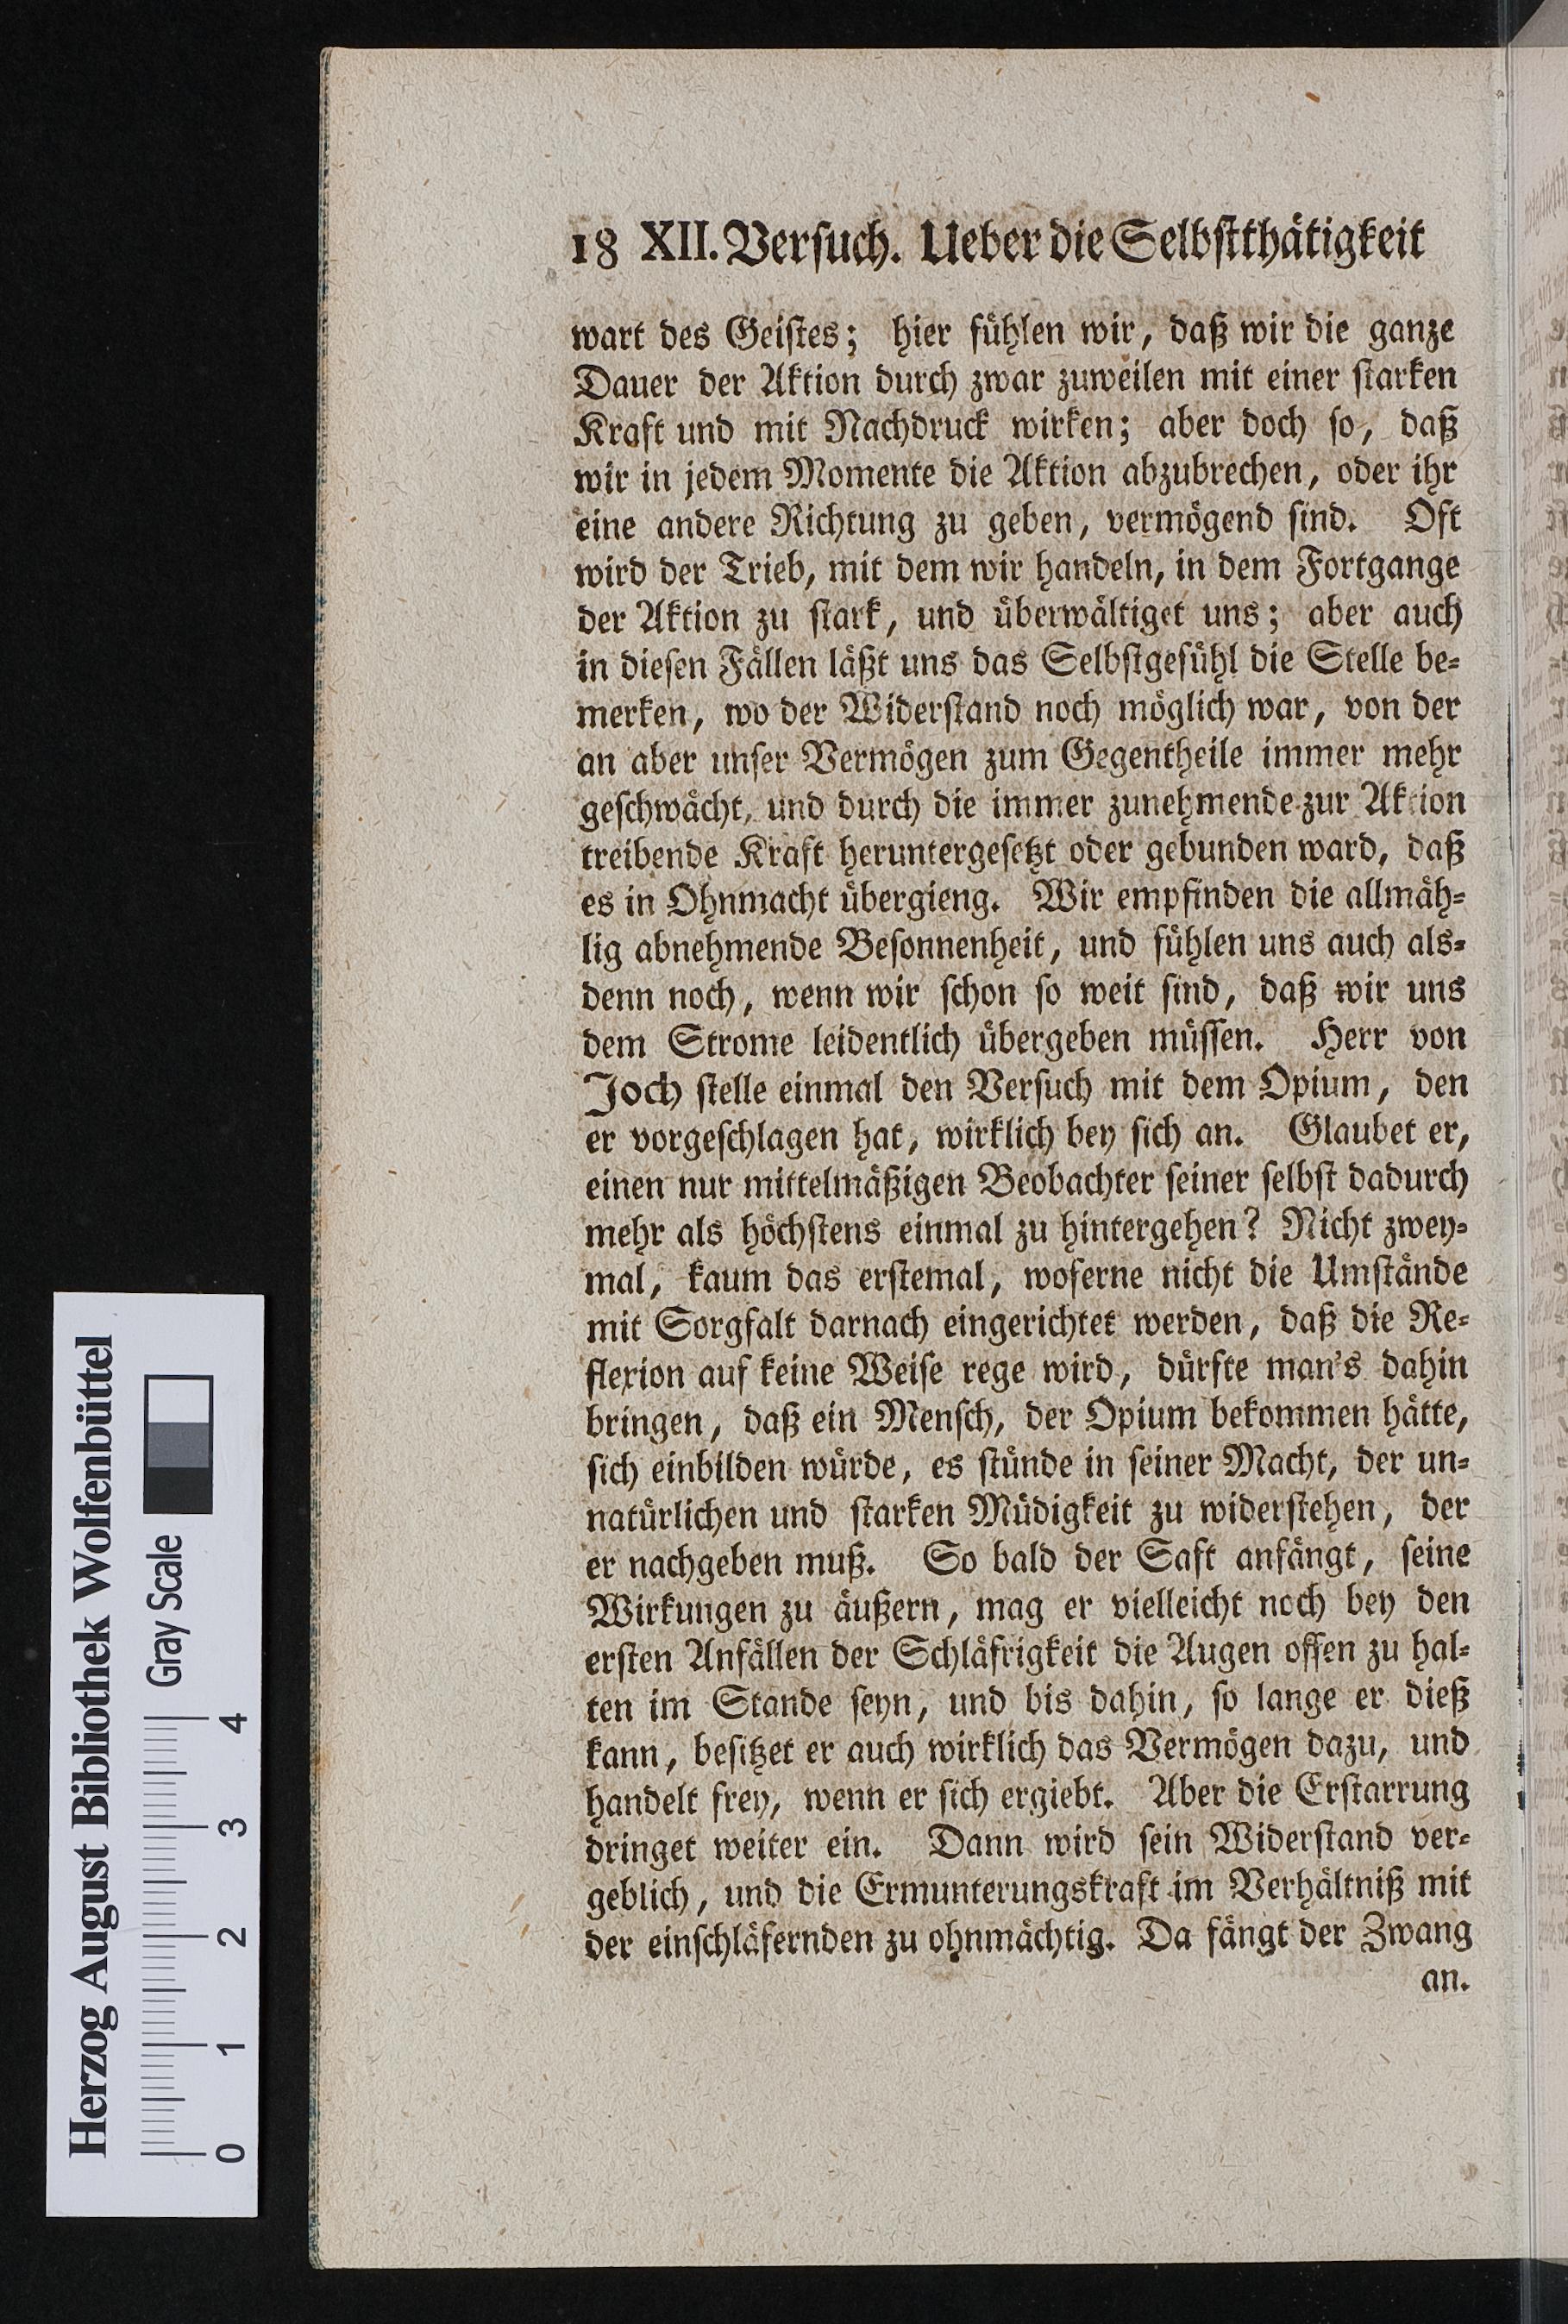 18 XII. Verſuch. Ueber die Selbſtthätigkeit
wart des Geiſtes; hier fühlen wir, daß wir die ganze
Dauer der Aktion durch zwar zuweilen mit einer ſtarken
Kraft und mit Nachdruck wirken; aber doch ſo, daß
wir in jedem Momente die Aktion abzubrechen, oder ihr
eine andere Richtung zu geben, vermögend ſind. Oft
wird der Trieb, mit dem wir handeln, in dem Fortgange
der Aktion zu ſtark, und überwältiget uns; aber auch
in dieſen Fällen läßt uns das Selbſtgefühl die Stelle be-
merken, wo der Widerſtand noch möglich war, von der
an aber unſer Vermögen zum Gegentheile immer mehr
geſchwächt, und durch die immer zunehmende zur Aktion
treibende Kraft heruntergeſetzt oder gebunden ward, daß
es in Ohnmacht übergieng. Wir empfinden die allmäh-
lig abnehmende Beſonnenheit, und fühlen uns auch als-
denn noch, wenn wir ſchon ſo weit ſind, daß wir uns
dem Strome leidentlich übergeben müſſen. Herr von
Joch ſtelle einmal den Verſuch mit dem Opium, den
er vorgeſchlagen hat, wirklich bey ſich an. Glaubet er,
einen nur mittelmäßigen Beobachter ſeiner ſelbſt dadurch
mehr als höchſtens einmal zu hintergehen? Nicht zwey-
mal, kaum das erſtemal, woferne nicht die Umſtände
mit Sorgfalt darnach eingerichtet werden, daß die Re-
flexion auf keine Weiſe rege wird, dürfte man's dahin
bringen, daß ein Menſch, der Opium bekommen hätte,
ſich einbilden würde, es ſtünde in ſeiner Macht, der un-
natürlichen und ſtarken Müdigkeit zu widerſtehen, der
er nachgeben muß. So bald der Saft anfängt, ſeine
Wirkungen zu äußern, mag er vielleicht noch bey den
erſten Anfällen der Schläfrigkeit die Augen offen zu hal-
ten im Stande ſeyn, und bis dahin, ſo lange er dieß
kann, beſitzet er auch wirklich das Vermögen dazu, und
handelt frey, wenn er ſich ergiebt. Aber die Erſtarrung
dringet weiter ein. Dann wird ſein Widerſtand ver-
geblich, und die Ermunterungskraft im Verhältniß mit
der einſchläfernden zu ohnmächtig. Da fängt der Zwang
an.
Herzog August Bibliothek Wolfenbüttel
Gray Scale
0 1 2 3 4